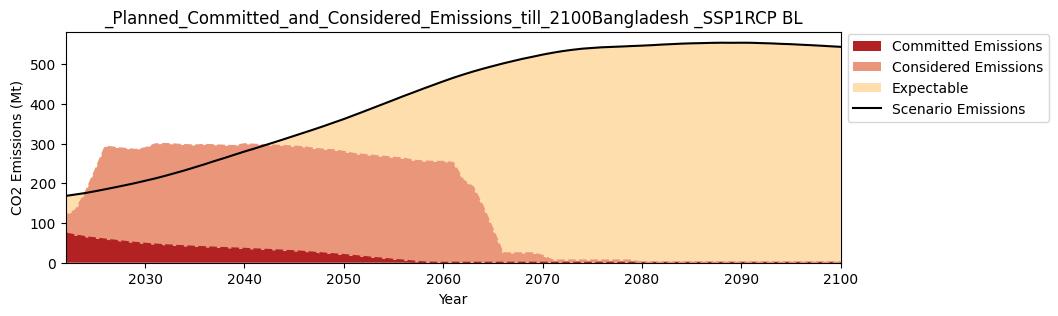 _Planned_Committed_and_Considered_Emissions_till_2100Bangladesh _SSP1RCP BL
Committed Emissions
Considered Emissions
Expectable
Scenario Emissions
CO2 Emissions (Mt)
500
400
300
200
100
0
2030 2040 2050 2060 2070 2080 2090 2100
Year